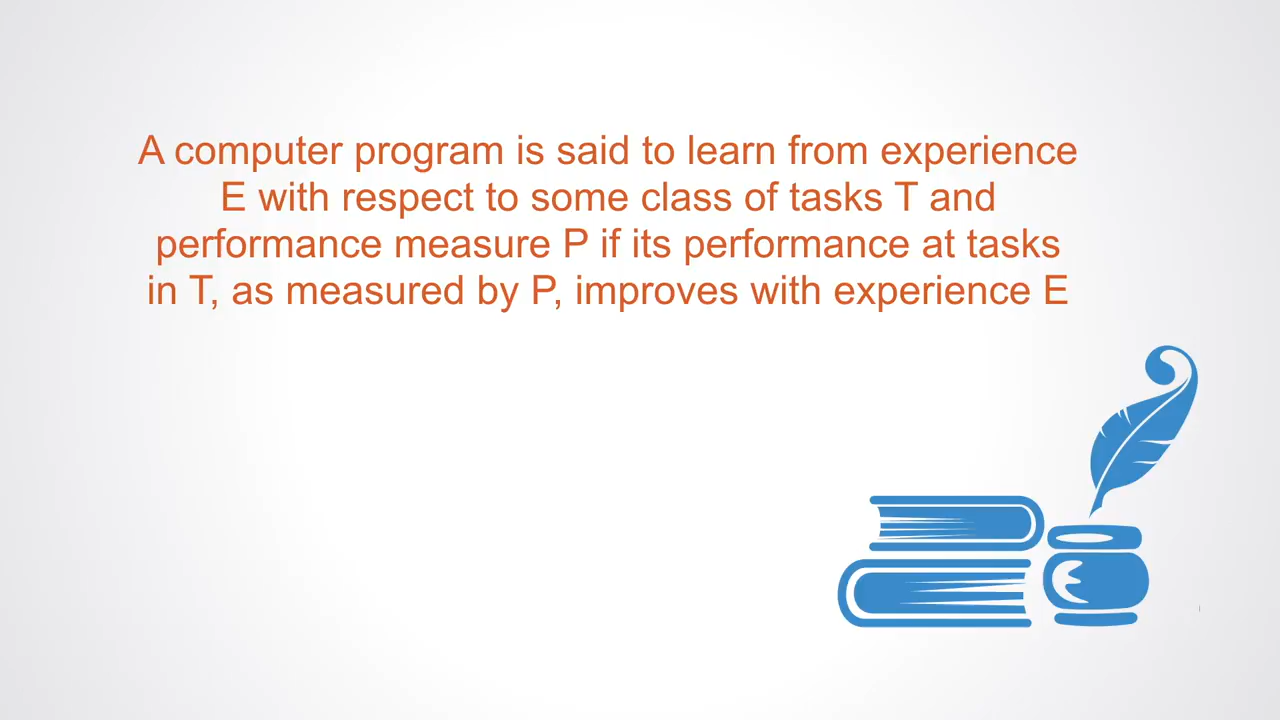 A computer program is said to learn from experience
E with respect to some class of tasks T and
performance measure P if its performance at tasks
in T, as measured by P, improves with experience E